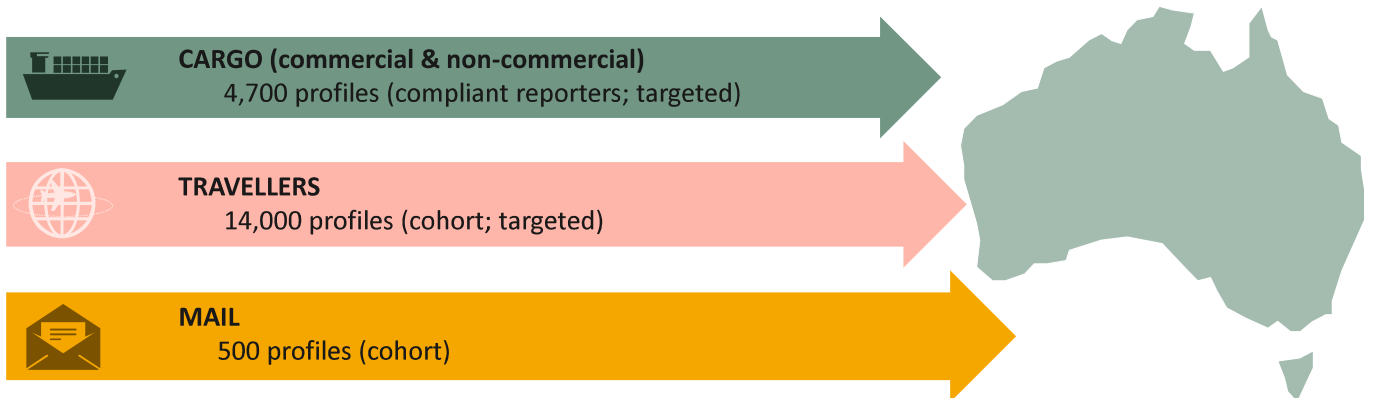 CARGO (commercial & non-commercial)
4,700 profiles (compliant reporters; targeted)
TRAVELLERS
14,000 profiles (cohort; targeted)
MAIL
500 profiles (cohort)